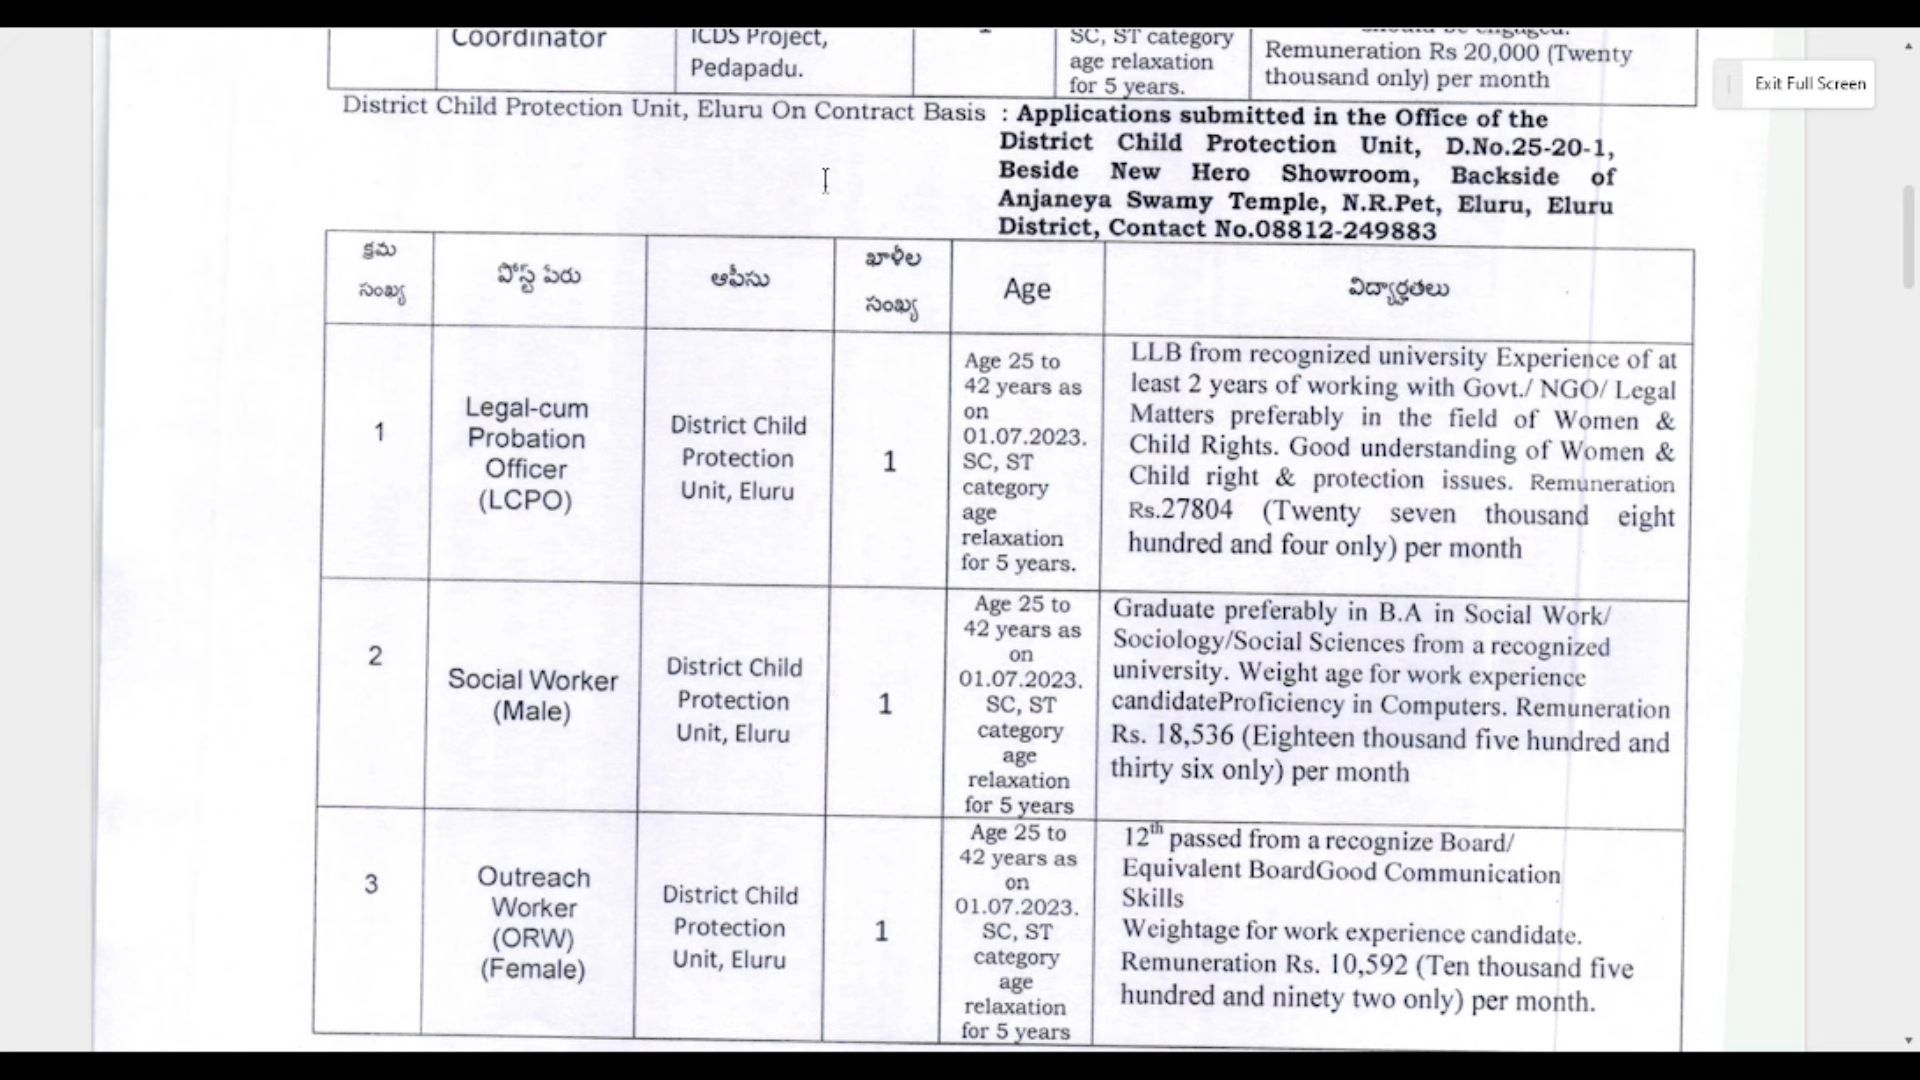 Coordinator
ICDS Project,
Pedapadu.
SC, ST category
age relaxation
for 5 years.
should be engaged.
Remuneration Rs 20,000 (Twenty
thousand only) per month
Exit Full Screen
District Child Protection Unit, Eluru On Contract Basis : Applications submitted in the Office of the
District Child Protection Unit, D.No.25-20-1,
Beside New Hero Showroom, Backside of
Anjaneya Swamy Temple, N.R.Pet, Eluru, Eluru
District, Contact No.08812-249883
క్రమ
సంఖ్య
పోస్ట్ పేరు
ఆఫీసు
ఖాళీల
సంఖ్య
Age
విద్యార్హతలు
1
Legal-cum
Probation
Officer
(LCPO)
District Child
Protection
Unit, Eluru
1
Age 25 to
42 years as
on
01.07.2023.
SC, ST
category
age
relaxation
for 5 years.
LLB from recognized university Experience of at
least 2 years of working with Govt./ NGO/ Legal
Matters preferably in the field of Women &
Child Rights. Good understanding of Women &
Child right & protection issues. Remuneration
Rs.27804 (Twenty seven thousand eight
hundred and four only) per month
2
Social Worker
(Male)
District Child
Protection
Unit, Eluru
1
Age 25 to
42 years as
on
01.07.2023.
SC, ST
category
age
relaxation
for 5 years
Graduate preferably in B.A in Social Work/
Sociology/Social Sciences from a recognized
university. Weight age for work experience
candidateProficiency in Computers. Remuneration
Rs. 18,536 (Eighteen thousand five hundred and
thirty six only) per month
3
Outreach
Worker
(ORW)
(Female)
District Child
Protection
Unit, Eluru
1
Age 25 to
42 years as
on
01.07.2023.
SC, ST
category
age
relaxation
for 5 years
12th passed from a recognize Board/
Equivalent BoardGood Communication
Skills
Weightage for work experience candidate.
Remuneration Rs. 10,592 (Ten thousand five
hundred and ninety two only) per month.